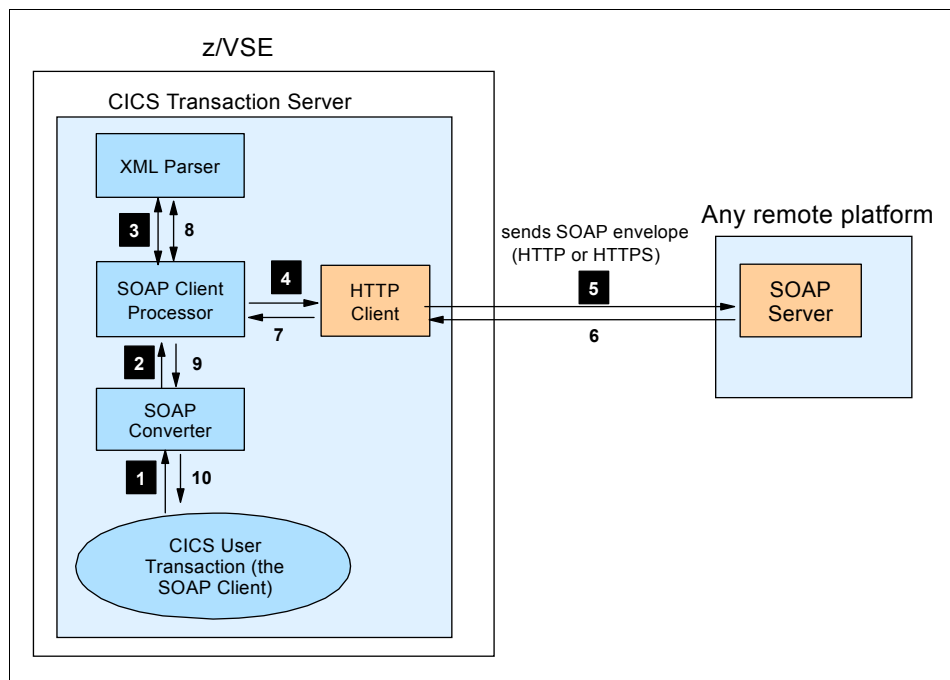 z/VSE
CICS Transaction Server
XML Parser
3
8
SOAP Client
Processor
4
7
HTTP
Client
sends SOAP envelope
(HTTP or HTTPS)
5
6
Any remote platform
SOAP
Server
2
9
SOAP
Converter
1
10
CICS User
Transaction (the
SOAP Client)